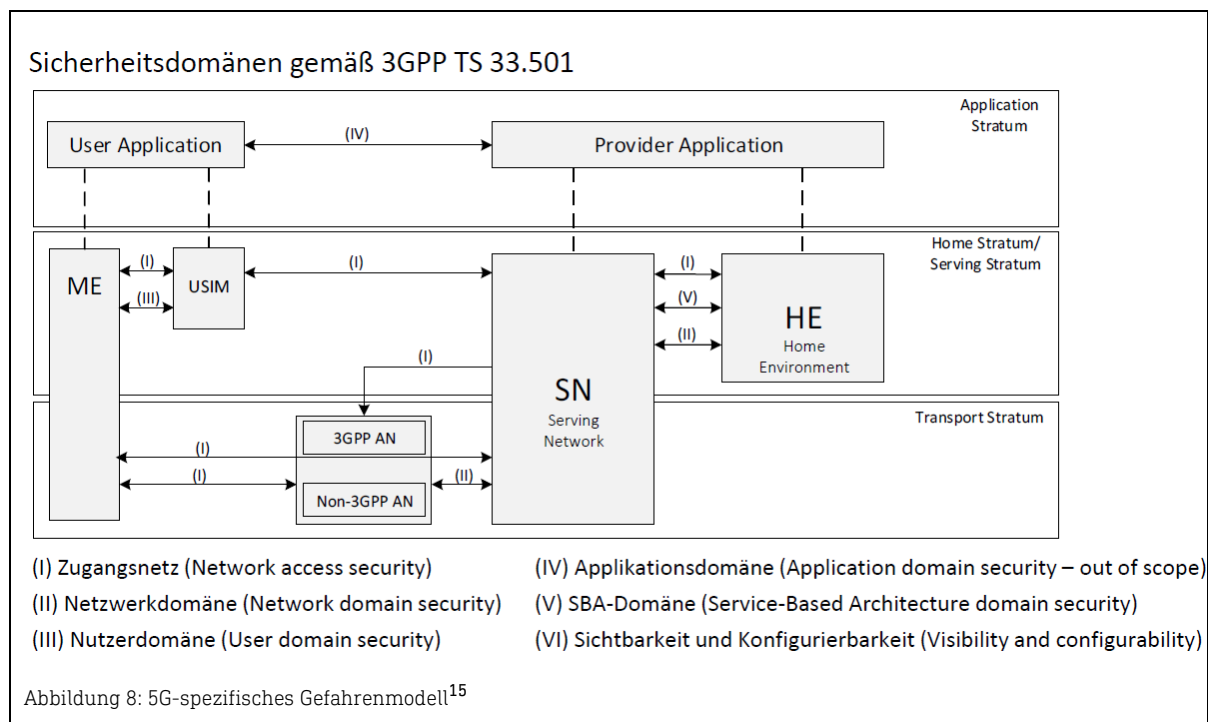 Sicherheitsdomänen gemäß 3GPP TS 33.501
Application
Stratum
User Application
(IV)
Provider Application
Home Stratum/
Serving Stratum
ME
(I)
(III)
USIM
(I)
(I)
(V)
(II)
HE
Home
Environment
(I)
SN
Serving
Network
Transport Stratum
3GPP AN
(I)
(I)
(II)
Non-3GPP AN
(I) Zugangsnetz (Network access security)
(II) Netzwerkdomäne (Network domain security)
(III) Nutzerdomäne (User domain security)
(IV) Applikationsdomäne (Application domain security – out of scope)
(V) SBA-Domäne (Service-Based Architecture domain security)
(VI) Sichtbarkeit und Konfigurierbarkeit (Visibility and configurability)
Abbildung 8: 5G-spezifisches Gefahrenmodell15